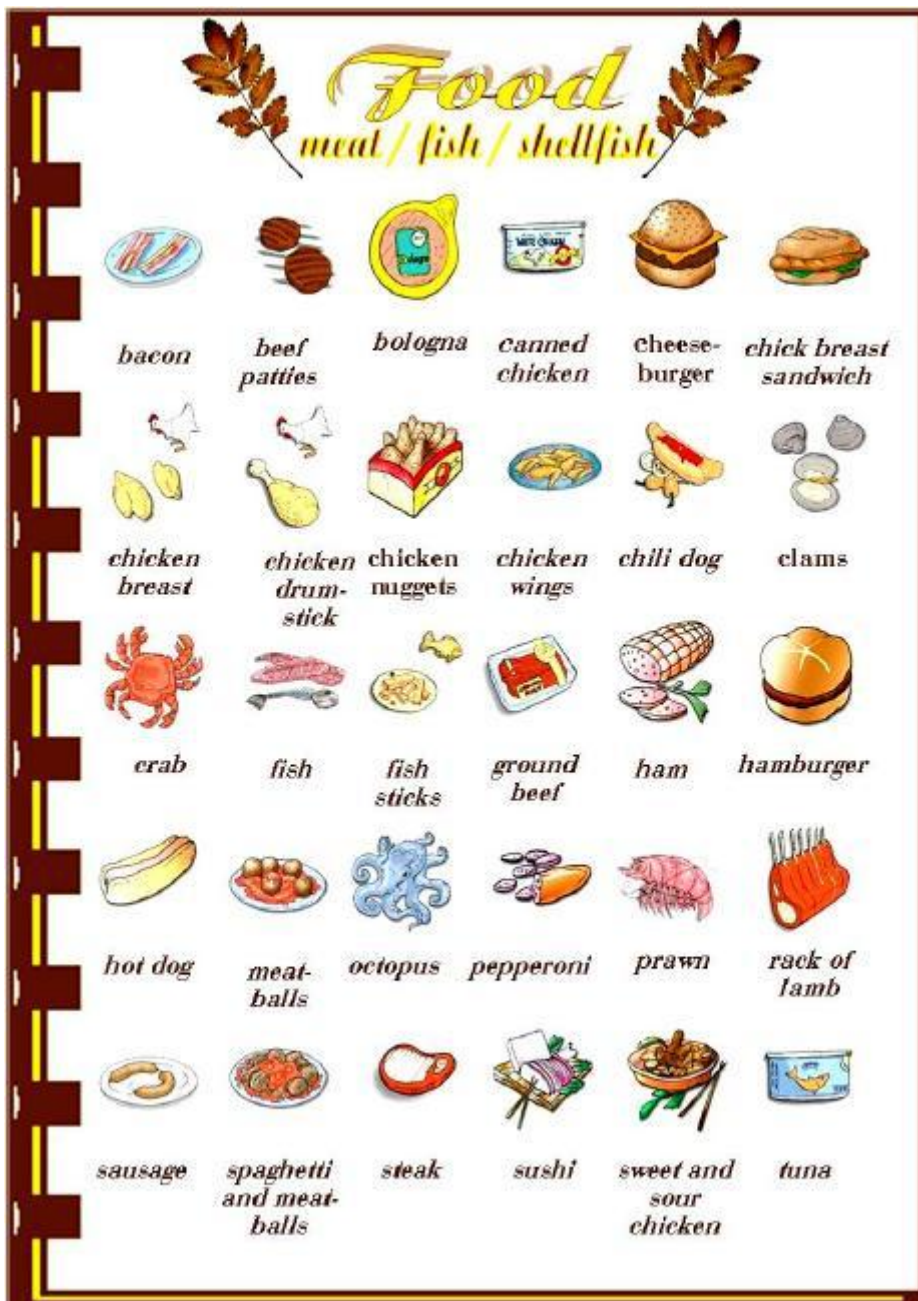 Food
meat / fish / shellfish
bacon
beef
patties
bologna
canned
chicken
cheese-
burger
chick breast
sandwich
chicken
breast
chicken
drum-
stick
chicken
nuggets
chicken
wings
chili dog
clams
crab
fish
fish
sticks
ground
beef
ham
hamburger
hot dog
meat-
balls
octopus
pepperoni
prawn
rack of
lamb
sausage
spaghetti
and meat-
balls
steak
sushi
sweet and
sour
chicken
tuna